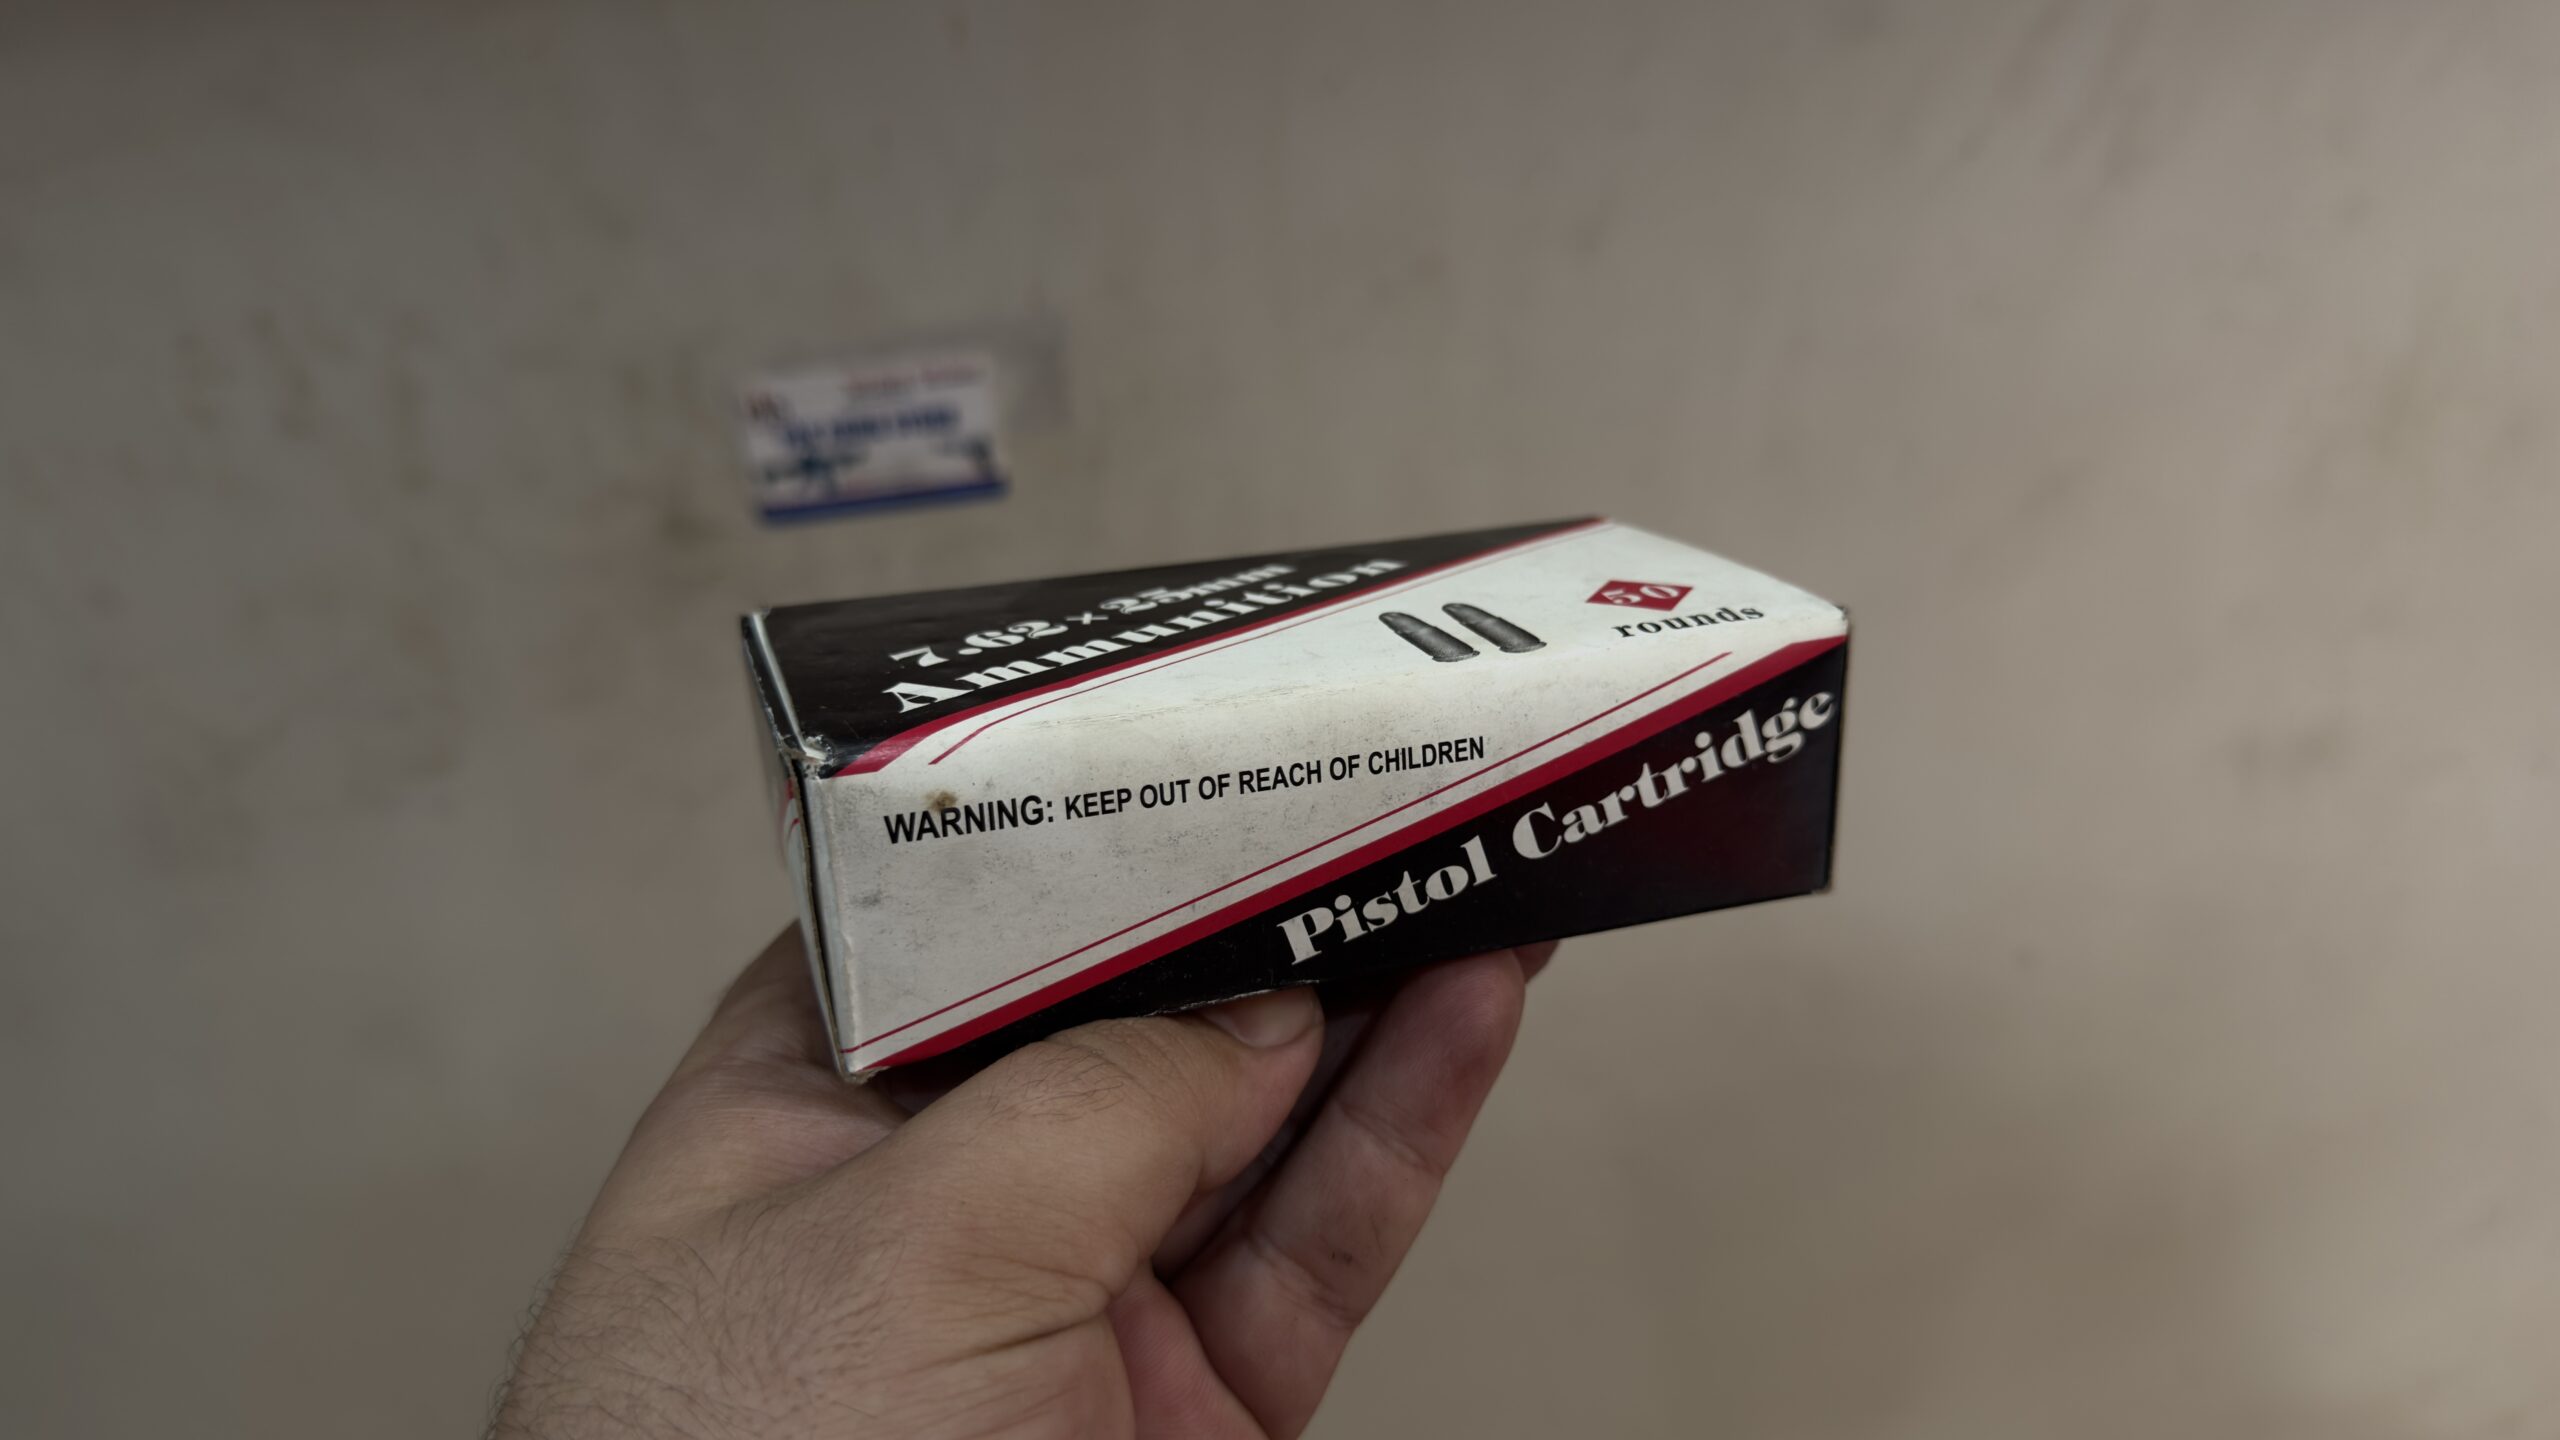 7.62×25mm
Ammunition
50
rounds
WARNING: KEEP OUT OF REACH OF CHILDREN
Pistol Cartridge